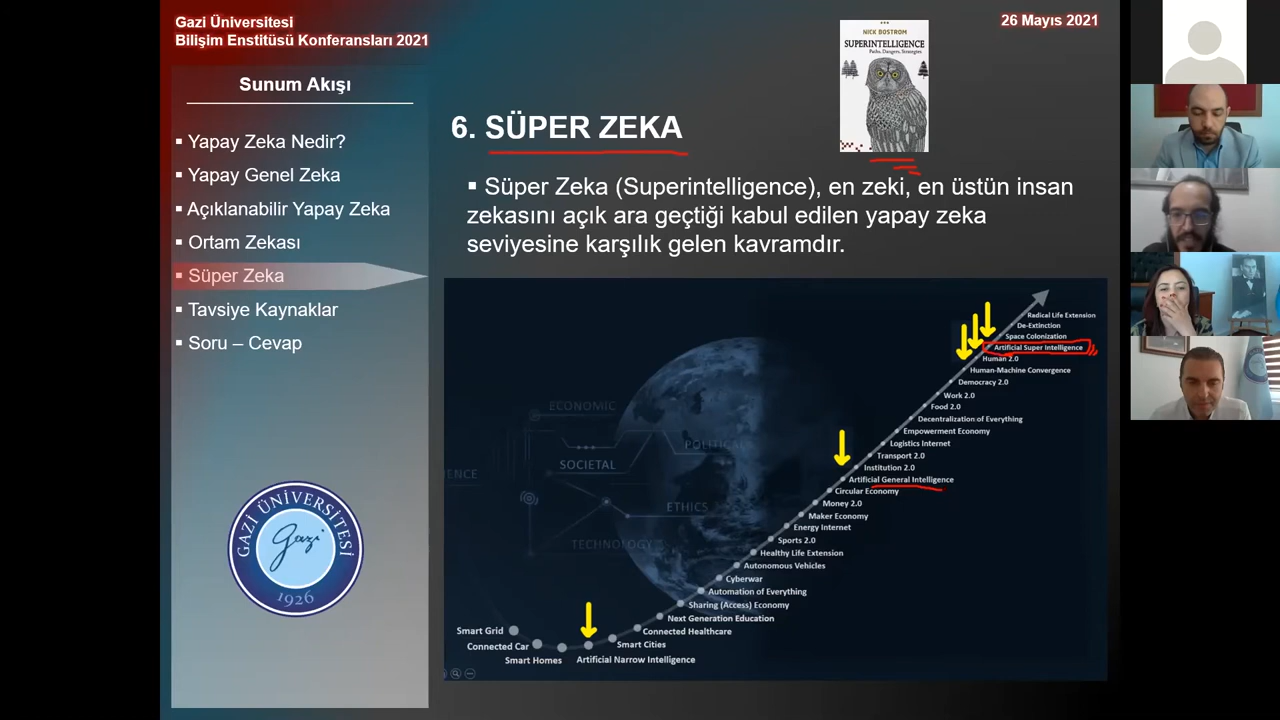 Gazi Üniversitesi
Bilişim Enstitüsü Konferansları 2021
26 Mayıs 2021
Sunum Akışı
▪ Yapay Zeka Nedir?
▪ Yapay Genel Zeka
▪ Açıklanabilir Yapay Zeka
▪ Ortam Zekası
▪ Süper Zeka
▪ Tavsiye Kaynaklar
▪ Soru – Cevap
GAZİ ÜNİVERSİTESİ
Gazi
1926
NICK BOSTROM
SUPERINTELLIGENCE
Paths, Dangers, Strategies
6. SÜPER ZEKA
▪ Süper Zeka (Superintelligence), en zeki, en üstün insan
zekasını açık ara geçtiği kabul edilen yapay zeka
seviyesine karşılık gelen kavramdır.
ECONOMIC
POLITICAL
SOCIETAL
IENCE
ETHICS
TECHNOLOGY
Radical Life Extension
De-Extinction
Space Colonization
Artificial Super Intelligence
Human 2.0
Human-Machine Convergence
Democracy 2.0
Work 2.0
Food 2.0
Decentralization of Everything
Empowerment Economy
Logistics Internet
Transport 2.0
Institution 2.0
Artificial General Intelligence
Circular Economy
Money 2.0
Maker Economy
Energy Internet
Sports 2.0
Healthy Life Extension
Autonomous Vehicles
Cyberwar
Automation of Everything
Sharing (Access) Economy
Next Generation Education
Connected Healthcare
Smart Cities
Artificial Narrow Intelligence
Smart Homes
Connected Car
Smart Grid